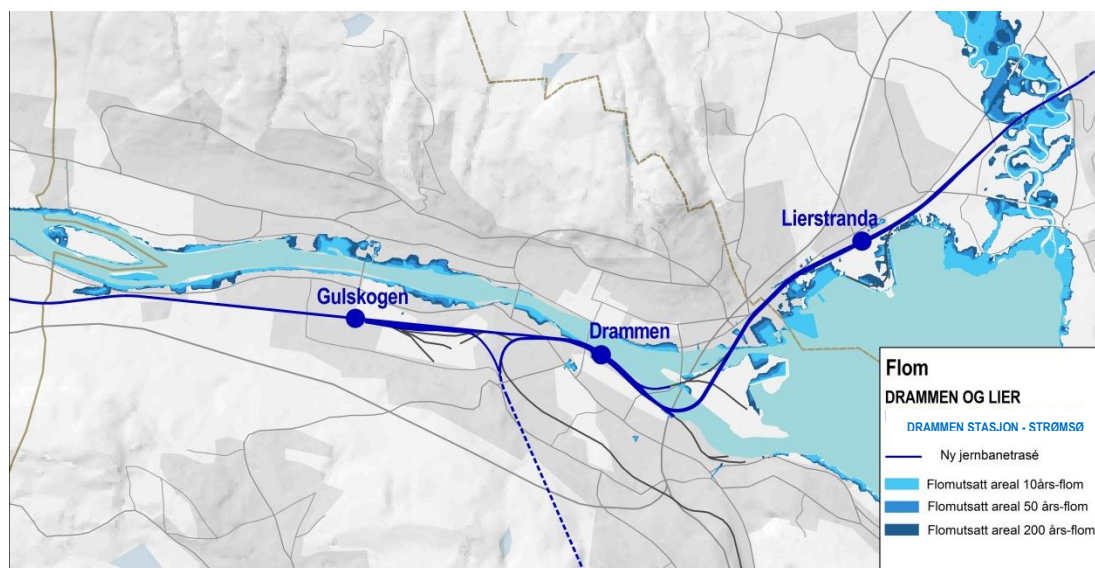 Lierstranda
Gulskogen
Drammen
Flom
DRAMMEN OG LIER
DRAMMEN STASJON - STRØMSØ
Ny jernbanetrasé
Flomutsatt areal 10års-flom
Flomutsatt areal 50 års-flom
Flomutsatt areal 200 års-flom